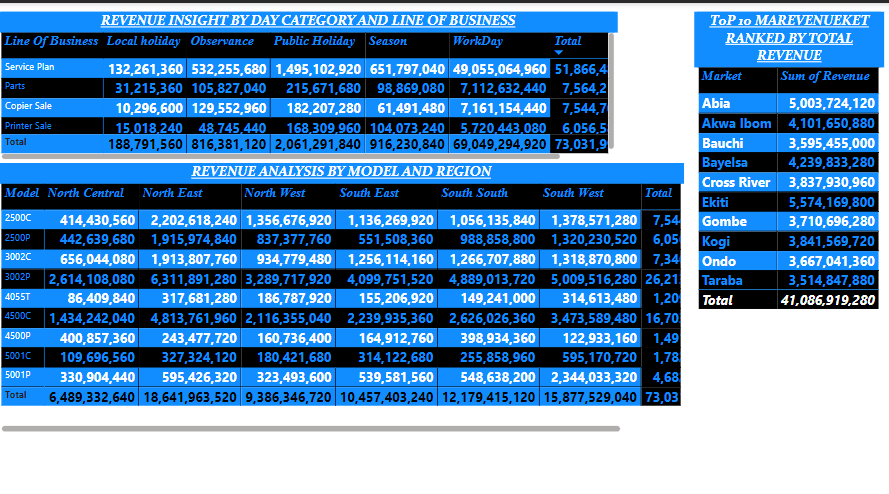 REVENUE INSIGHT BY DAY CATEGORY AND LINE OF BUSINESS
Line Of Business Local holiday Observance Public Holiday Season WorkDay Total
Service Plan 132,261,360 532,255,680 1,495,102,920 651,797,040 49,055,064,960 51,866,4
Parts 31,215,360 105,827,040 215,671,680 98,869,080 7,112,632,440 7,564,2
Copier Sale 10,296,600 129,552,960 182,207,280 61,491,480 7,161,154,440 7,544,7
Printer Sale 15,018,240 48,745,440 168,309,960 104,073,240 5,720,443,080 6,056,5
Total 188,791,560 816,381,120 2,061,291,840 916,230,840 69,049,294,920 73,031,9
REVENUE ANALYSIS BY MODEL AND REGION
Model North Central North East North West South East South South South West Total
2500C 414,430,560 2,202,618,240 1,356,676,920 1,136,269,920 1,056,135,840 1,378,571,280 7,54
2500P 442,639,680 1,915,974,840 837,377,760 551,508,360 988,858,800 1,320,230,520 6,05
3002C 656,044,080 1,913,807,760 934,779,480 1,256,114,160 1,266,707,880 1,318,870,800 7,34
3002P 2,614,108,080 6,311,891,280 3,289,717,920 4,099,751,520 4,889,013,720 5,009,516,280 26,21
4055T 86,409,840 317,681,280 186,787,920 155,206,920 149,241,000 314,613,480 1,20
4500C 1,434,242,040 4,813,761,960 2,116,355,040 2,239,935,360 2,626,026,360 3,473,589,480 16,70
4500P 400,857,360 243,477,720 160,736,400 164,912,760 398,934,360 122,933,160 1,49
5001C 109,696,560 327,324,120 180,421,680 314,122,680 255,858,960 595,170,720 1,78
5001P 330,904,440 595,426,320 323,493,600 539,581,560 548,638,200 2,344,033,320 4,68
Total 6,489,332,640 18,641,963,520 9,386,346,720 10,457,403,240 12,179,415,120 15,877,529,040 73,03
ToP 10 MAREVENUEKET
RANKED BY TOTAL
REVENUE
Market Sum of Revenue
Abia 5,003,724,120
Akwa Ibom 4,101,650,880
Bauchi 3,595,455,000
Bayelsa 4,239,833,280
Cross River 3,837,930,960
Ekiti 5,574,169,800
Gombe 3,710,696,280
Kogi 3,841,569,720
Ondo 3,667,041,360
Taraba 3,514,847,880
Total 41,086,919,280